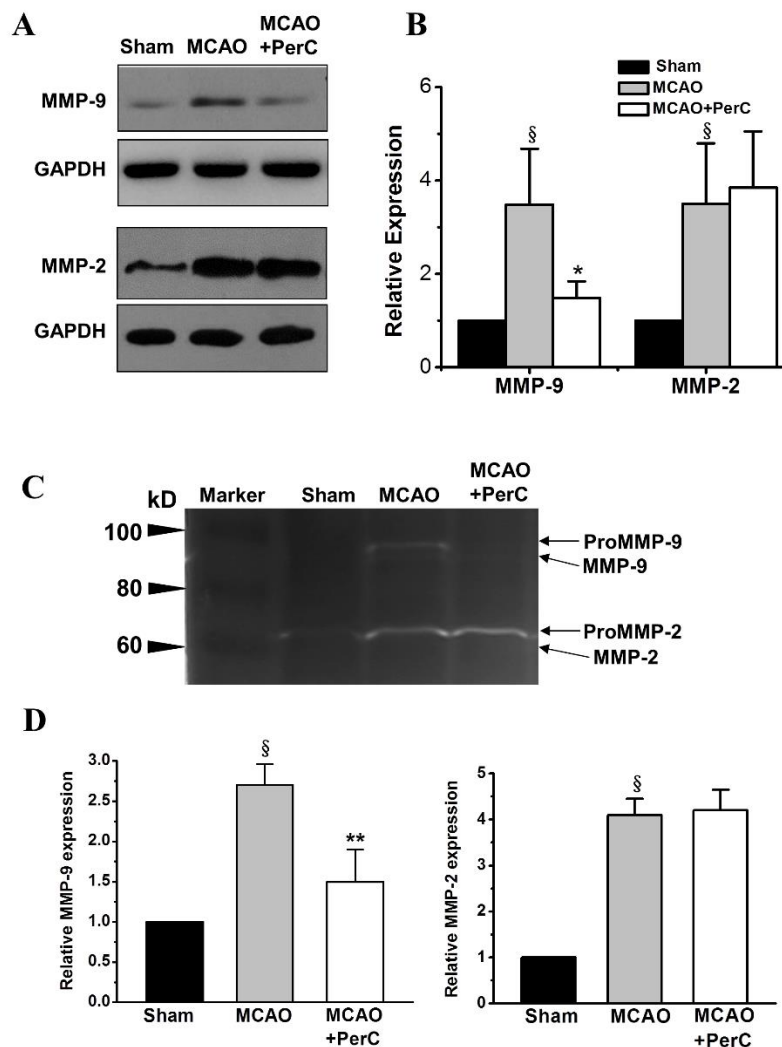 A
Sham
MCAO
MCAO
+PerC
MMP-9
GAPDH
MMP-2
GAPDH
B
Sham
MCAO
MCAO+PerC
Relative Expression
6
4
2
0
§
*
§
MMP-9
MMP-2
C
kD
Marker
Sham
MCAO
MCAO
+PerC
100
80
60
ProMMP-9
MMP-9
ProMMP-2
MMP-2
D
Relative MMP-9 expression
3.0
2.5
2.0
1.5
1.0
0.5
0.0
§
**
Sham
MCAO
MCAO
+PerC
Relative MMP-2 expression
5
4
3
2
1
0
§
Sham
MCAO
MCAO
+PerC